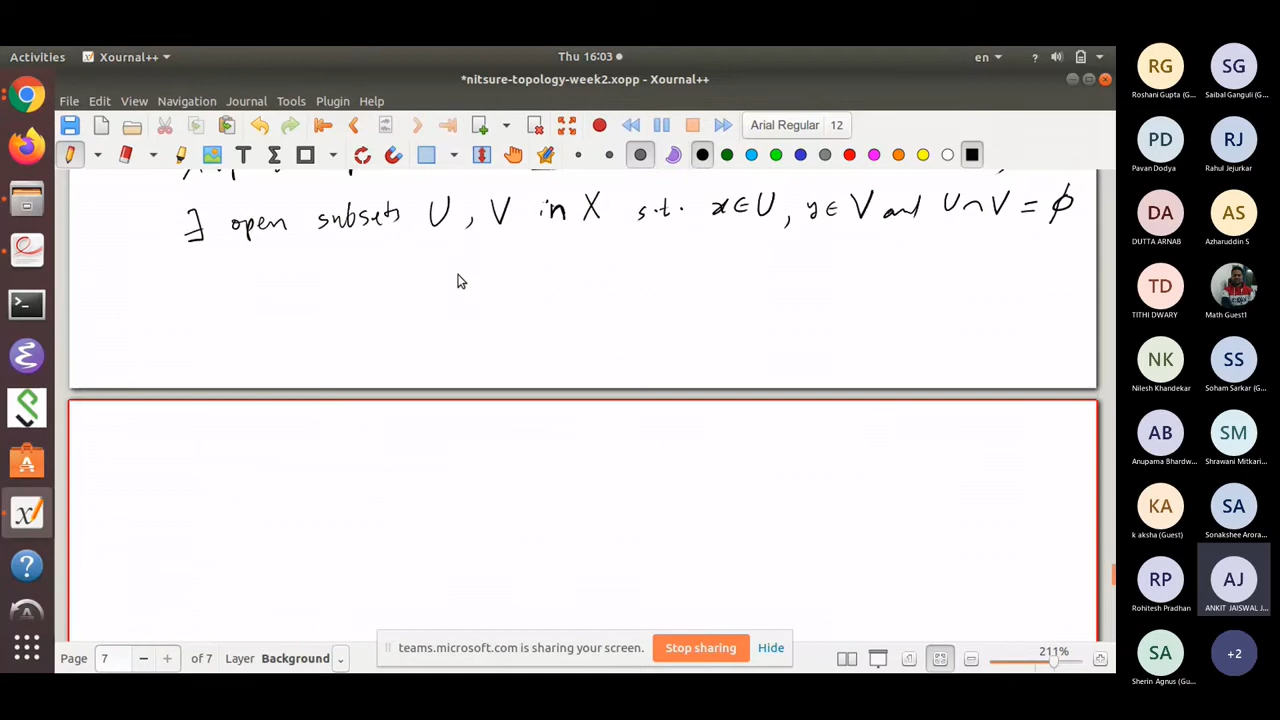 Activities Xournal++ Thu 16:03 en ?
*nitsure-topology-week2.xopp - Xournal++
File Edit View Navigation Journal Tools Plugin Help
Arial Regular 12
∃ open subsets U, V in X s.t. x∈U, y∈V and U∩V = ϕ
teams.microsoft.com is sharing your screen. Stop sharing Hide
Page 7 of 7 Layer Background 211%
RG SG
Roshani Gupta (G... Saibal Ganguli (G...
PD RJ
Pavan Dodya Rahul Jejurkar
DA AS
DUTTA ARNAB Azharuddin S
TD
TITHI DWARY Math Guest1
NK SS
Nilesh Khandekar Soham Sarkar (G...
AB SM
Anupama Bhardw... Shrawani Mitkari...
KA SA
k aksha (Guest) Sonakshee Arora...
RP AJ
Rohitesh Pradhan ANKIT JAISWAL J...
SA +2
Sherin Agnus (Gu...